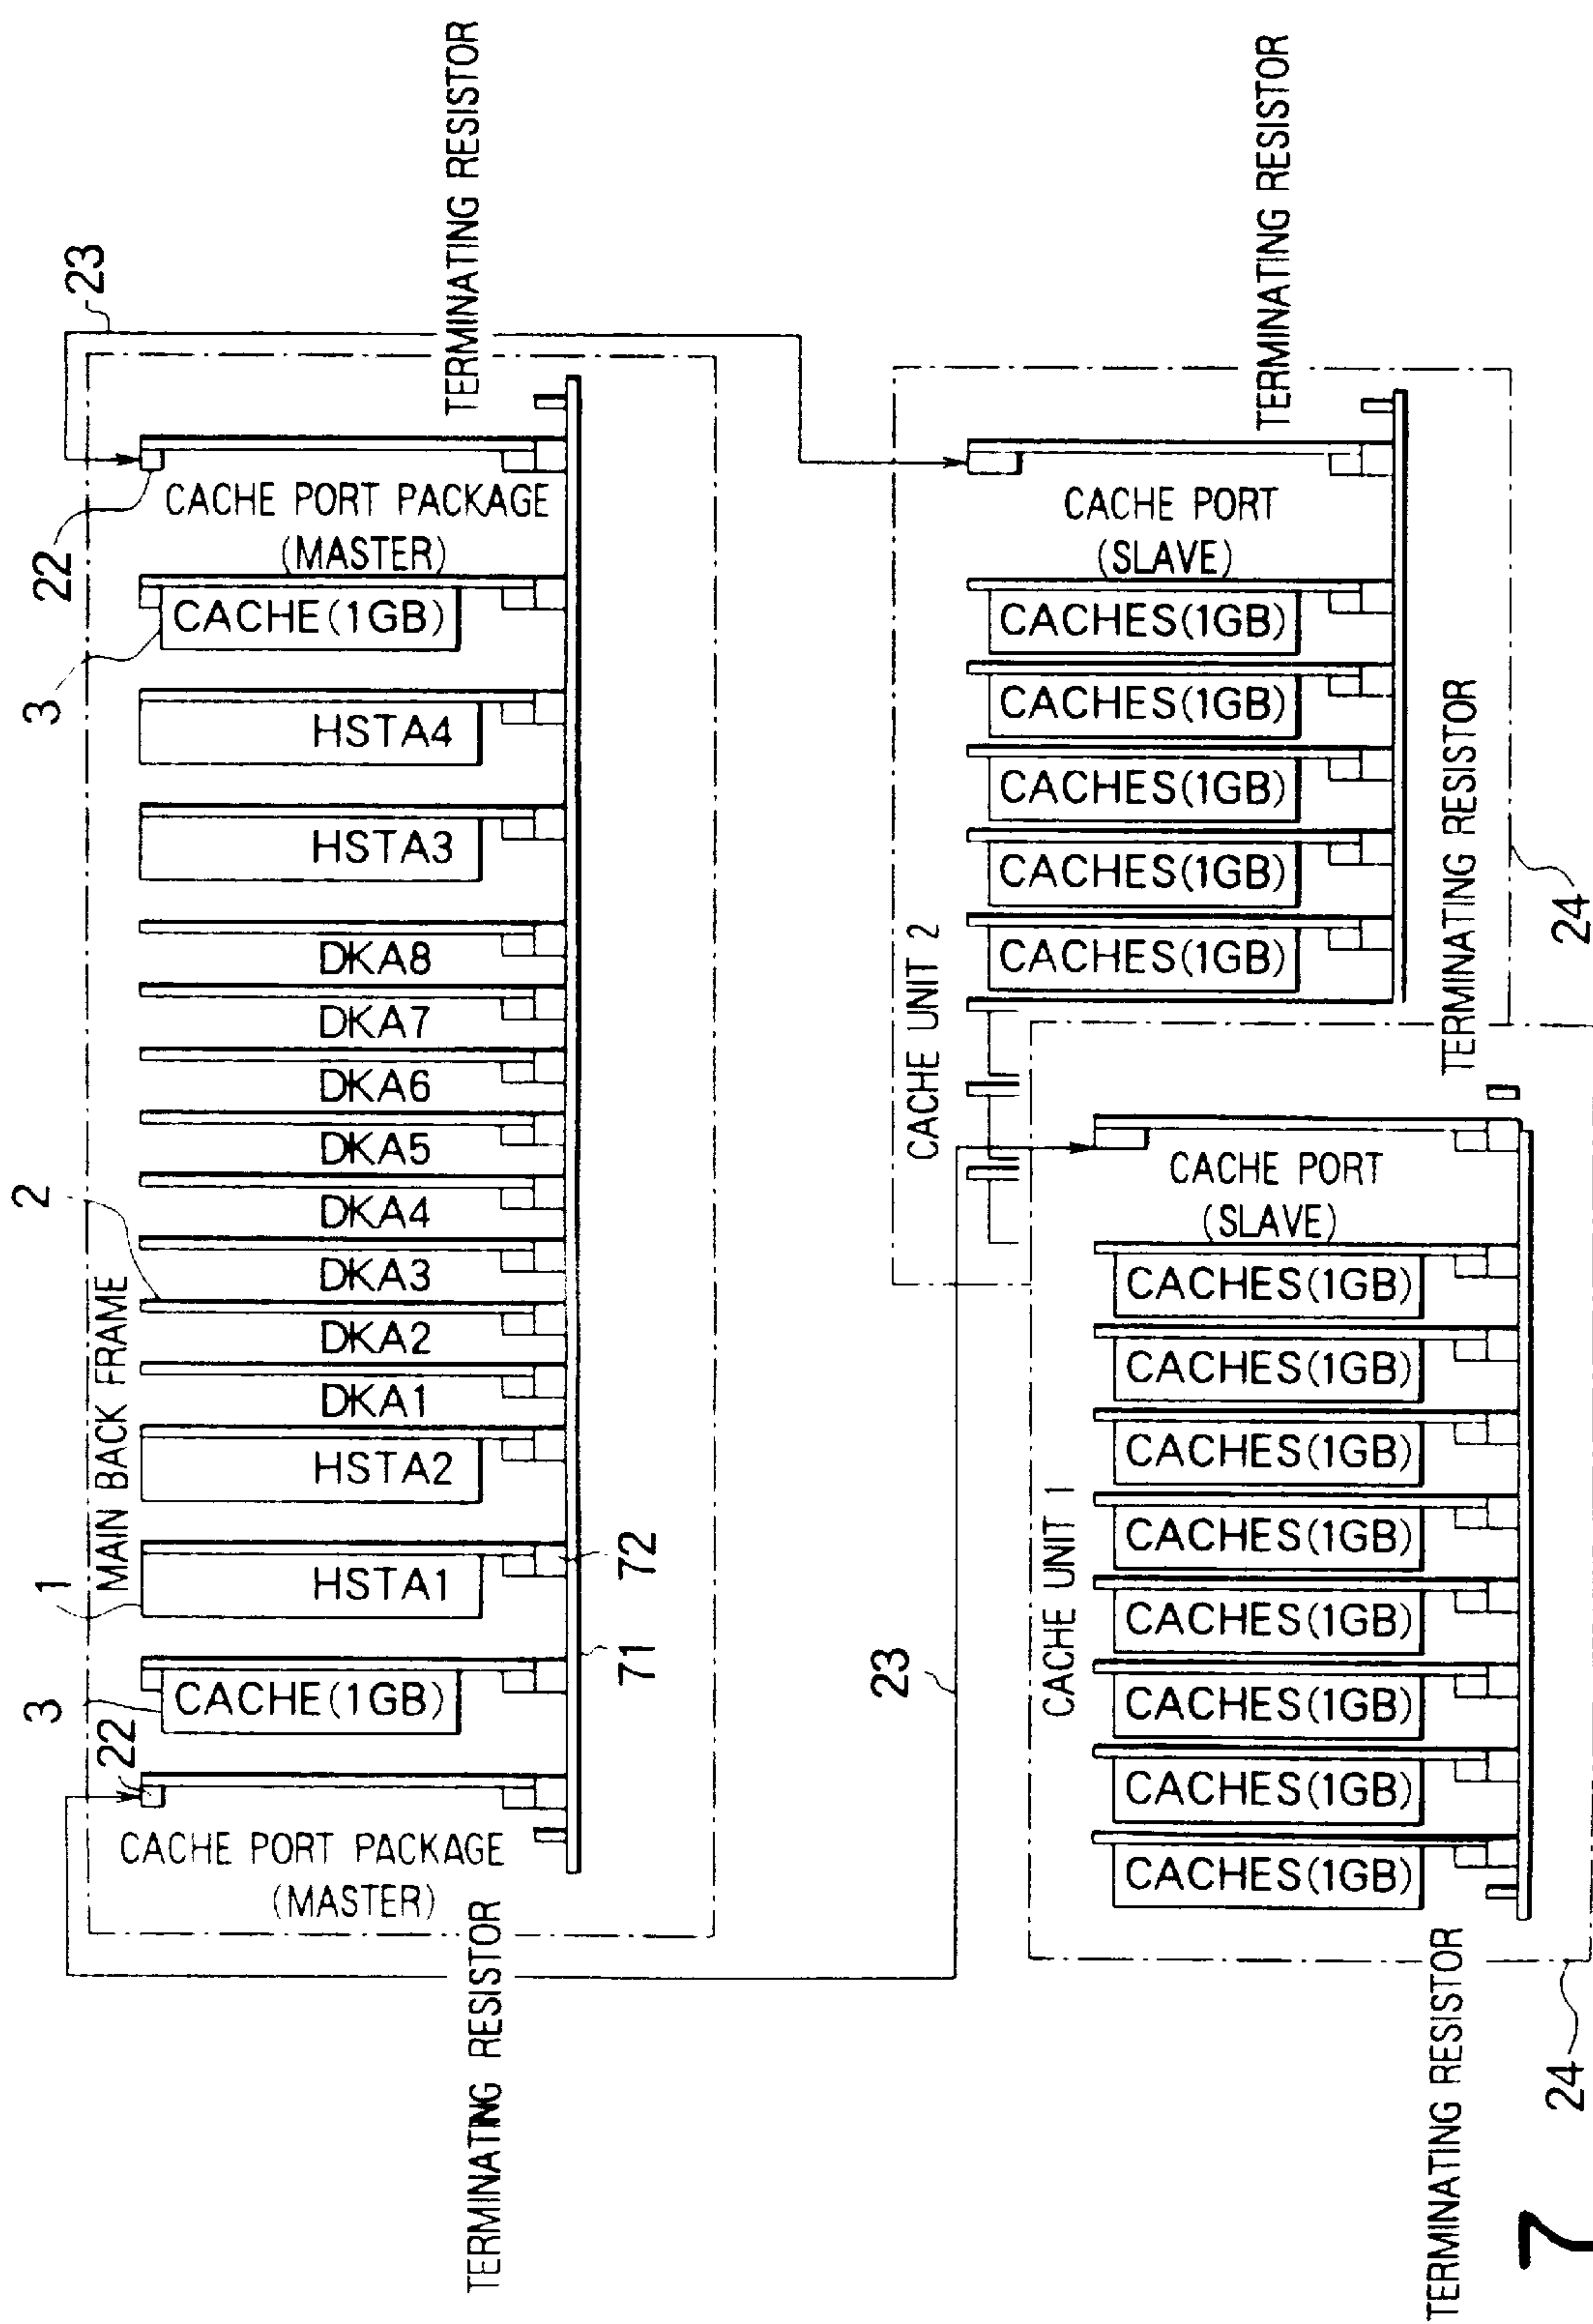 23
TERMINATING RESISTOR
22
CACHE PORT PACKAGE
(MASTER)
3
CACHE(1GB)
HSTA4
HSTA3
DKA8
DKA7
DKA6
DKA5
DKA4
DKA3
2
DKA2
DKA1
MAIN BACK FRAME
HSTA2
1
HSTA1
72
71
3
CACHE(1GB)
22
CACHE PORT PACKAGE
(MASTER)
TERMINATING RESISTOR
TERMINATING RESISTOR
CACHE PORT
(SLAVE)
CACHES(1GB)
CACHES(1GB)
CACHES(1GB)
CACHES(1GB)
CACHES(1GB)
CACHE UNIT 2
24
TERMINATING RESISTOR
CACHE PORT
(SLAVE)
CACHES(1GB)
CACHES(1GB)
CACHES(1GB)
CACHES(1GB)
CACHES(1GB)
CACHES(1GB)
CACHES(1GB)
CACHES(1GB)
CACHE UNIT 1
23
TERMINATING RESISTOR
24
7